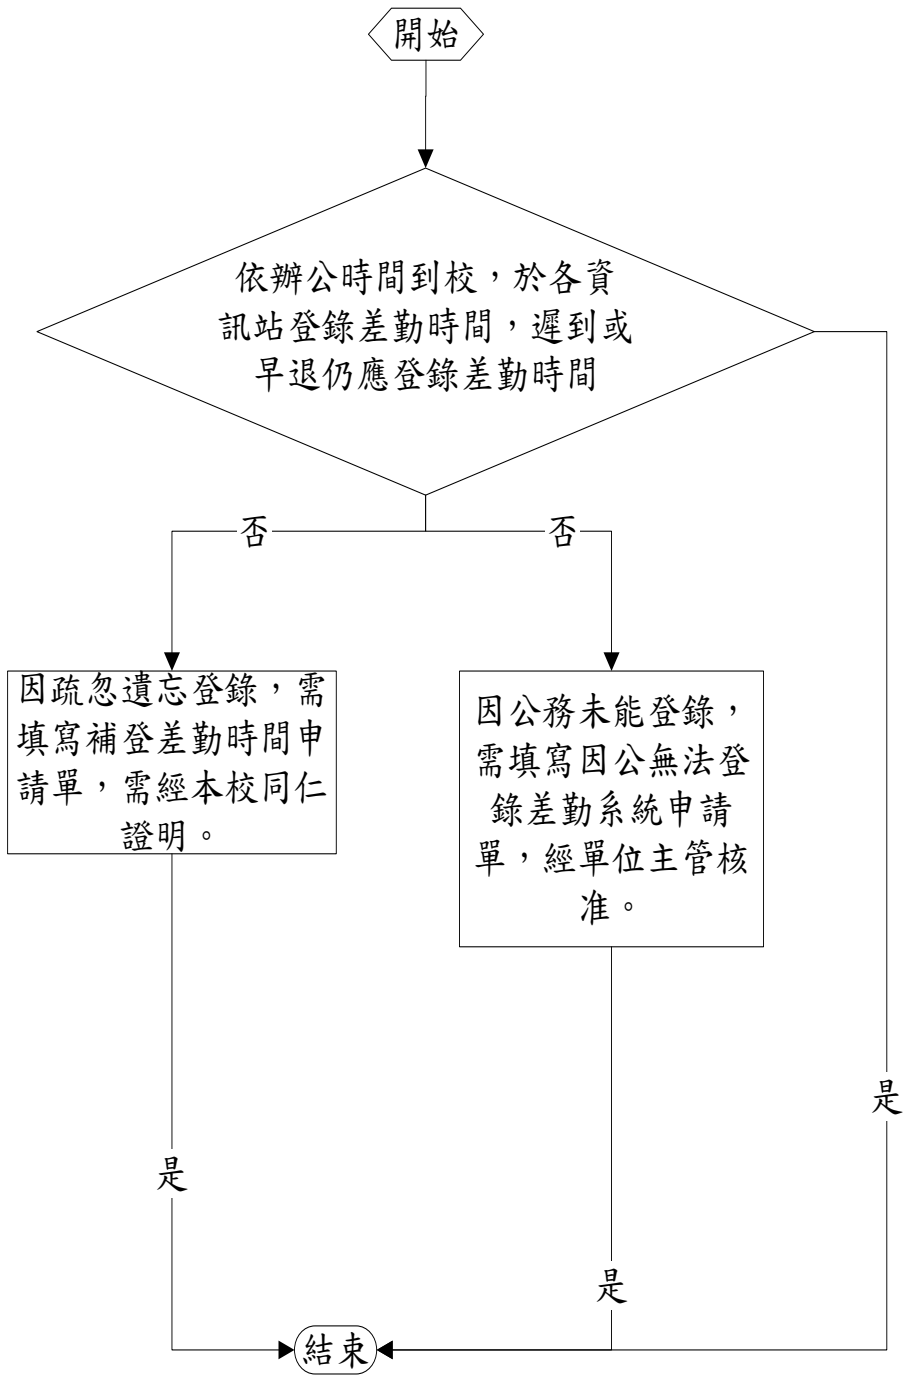 開始
依辦公時間到校，於各資
訊站登錄差勤時間，遲到或
早退仍應登錄差勤時間
否
否
因疏忽遺忘登錄，需
填寫補登差勤時間申
請單，需經本校同仁
證明。
因公務未能登錄，
需填寫因公無法登
錄差勤系統申請
單，經單位主管核
准。
是
是
是
結束